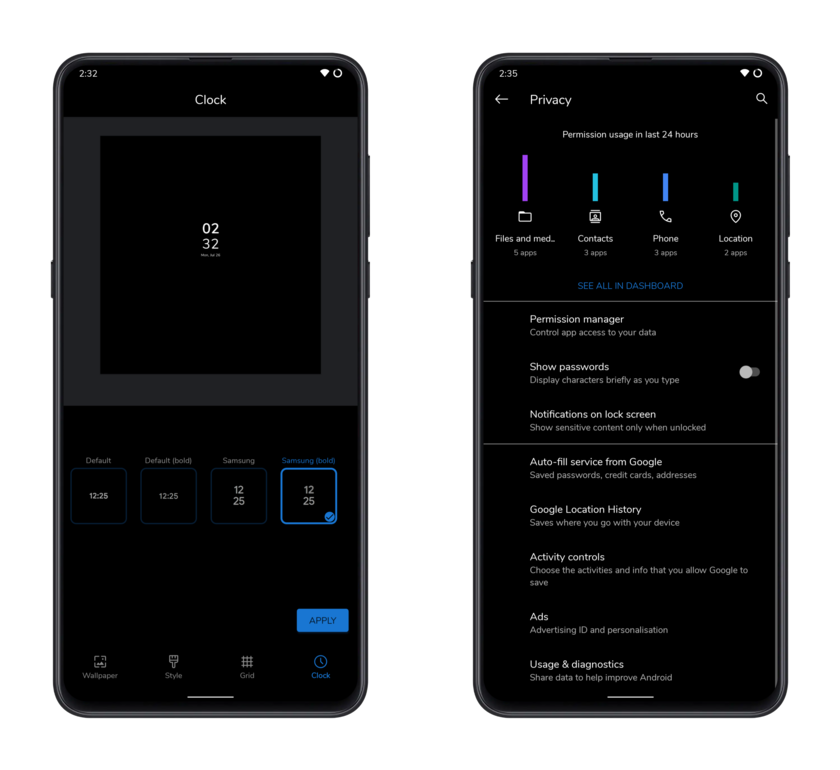 2:32
Clock
02
32
Mon, Jul 20
Default
Default (bold)
Samsung
Samsung (bold)
12:25
12:25
12
25
12
25
APPLY
Wallpaper
Style
Grid
Clock
2:35
Privacy
Permission usage in last 24 hours
Files and med...
Contacts
Phone
Location
5 apps
3 apps
3 apps
2 apps
SEE ALL IN DASHBOARD
Permission manager
Control app access to your data
Show passwords
Display characters briefly as you type
Notifications on lock screen
Show sensitive content only when unlocked
Auto-fill service from Google
Saved passwords, credit cards, addresses
Google Location History
Saves where you go with your device
Activity controls
Choose the activities and info that you allow Google to
save
Ads
Advertising ID and personalisation
Usage & diagnostics
Share data to help improve Android